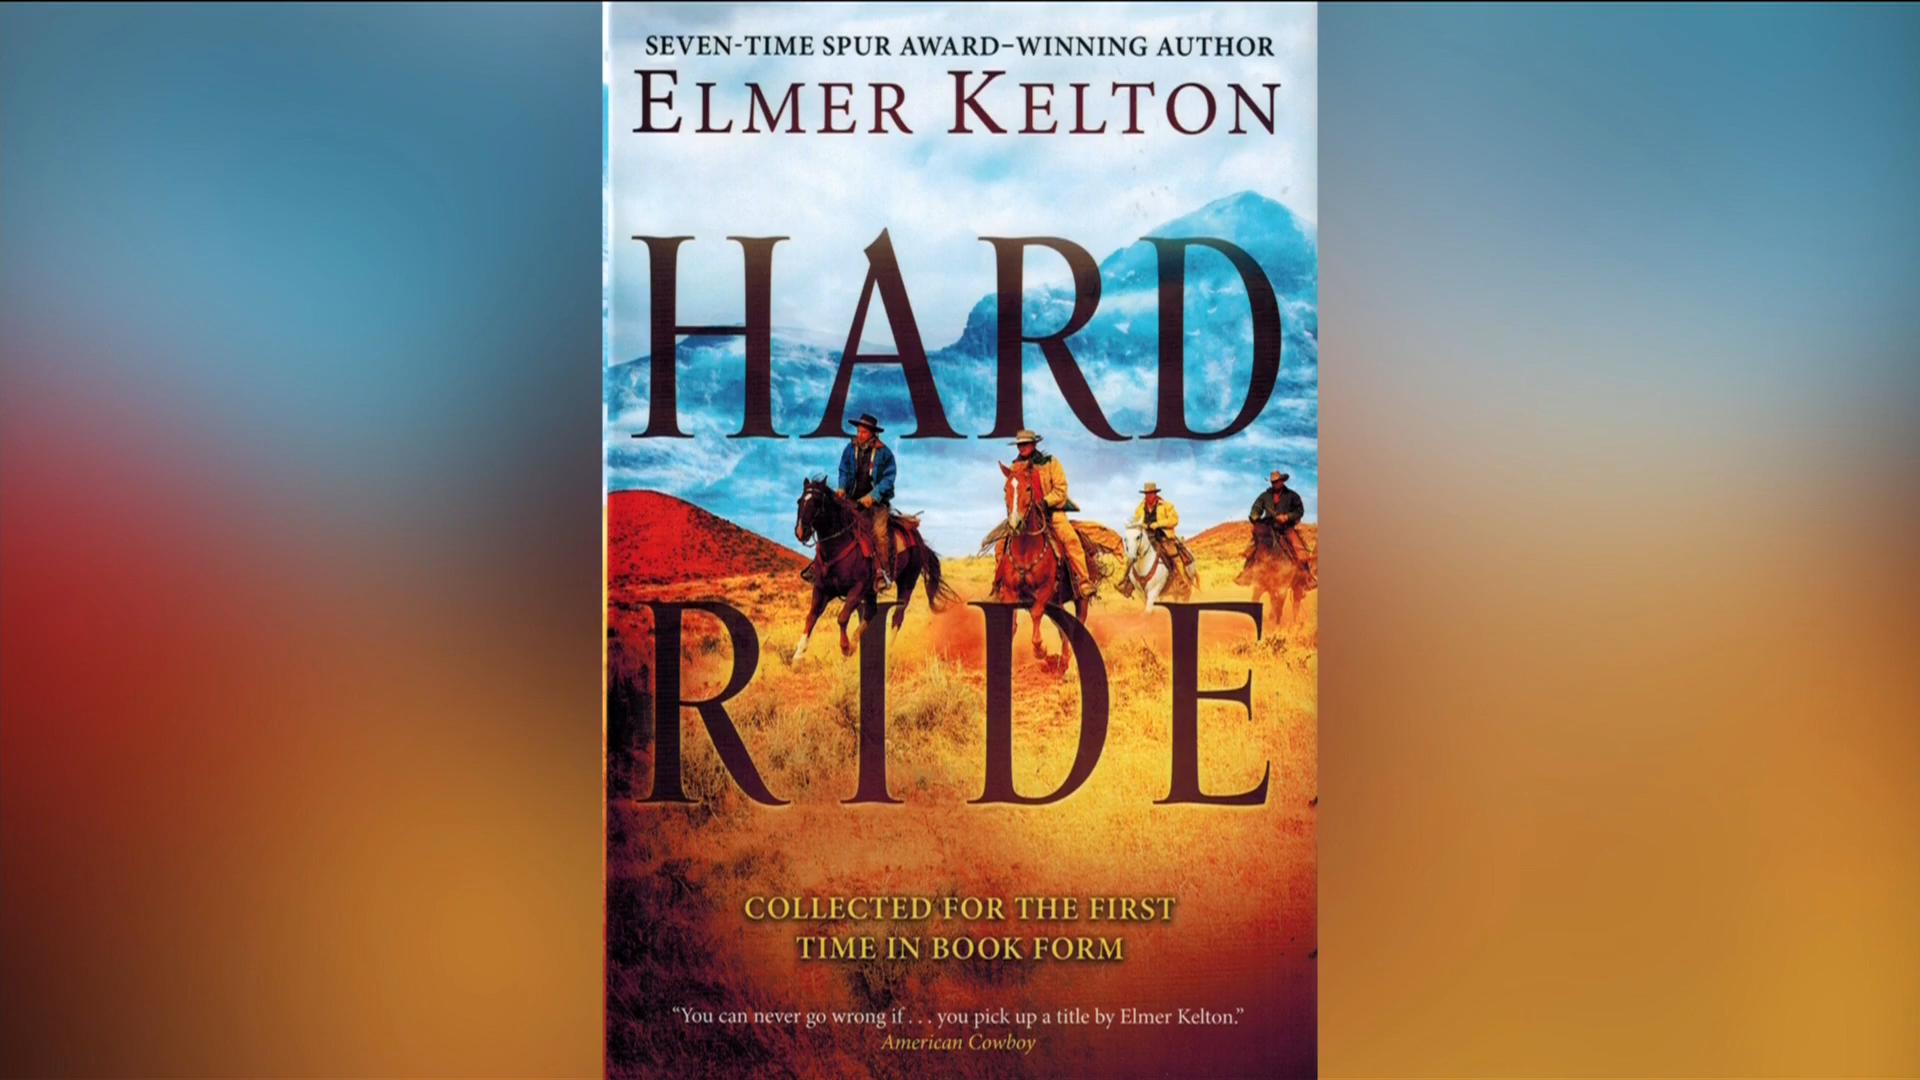 SEVEN-TIME SPUR AWARD–WINNING AUTHOR
ELMER KELTON
HARD
RIDE
COLLECTED FOR THE FIRST
TIME IN BOOK FORM
“You can never go wrong if . . . you pick up a title by Elmer Kelton.”
American Cowboy